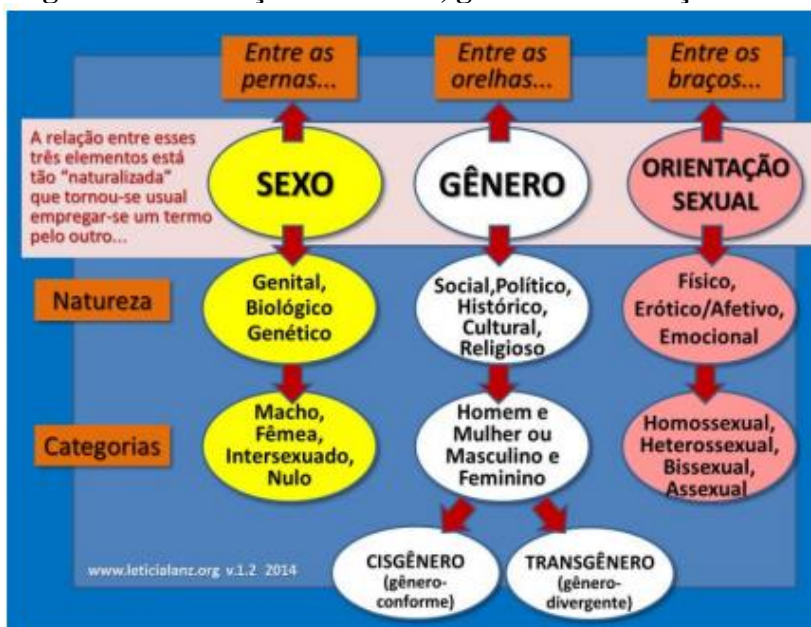 Entre as
pernas...
Entre as
orelhas...
Entre os
braços...
A relação entre esses
três elementos está
tão “naturalizada”
que tornou-se usual
empregar-se um termo
pelo outro...
SEXO
GÊNERO
ORIENTAÇÃO
SEXUAL
Natureza
Genital,
Biológico
Genético
Social,Político,
Histórico,
Cultural,
Religioso
Físico,
Erótico/Afetivo,
Emocional
Categorias
Macho,
Fêmea,
Intersexuado,
Nulo
Homem e
Mulher ou
Masculino e
Feminino
Homossexual,
Heterossexual,
Bissexual,
Assexual
CISGÊNERO
(gênero-
conforme)
TRANSGÊNERO
(gênero-
divergente)
www.leticialanz.org v.1.2 2014